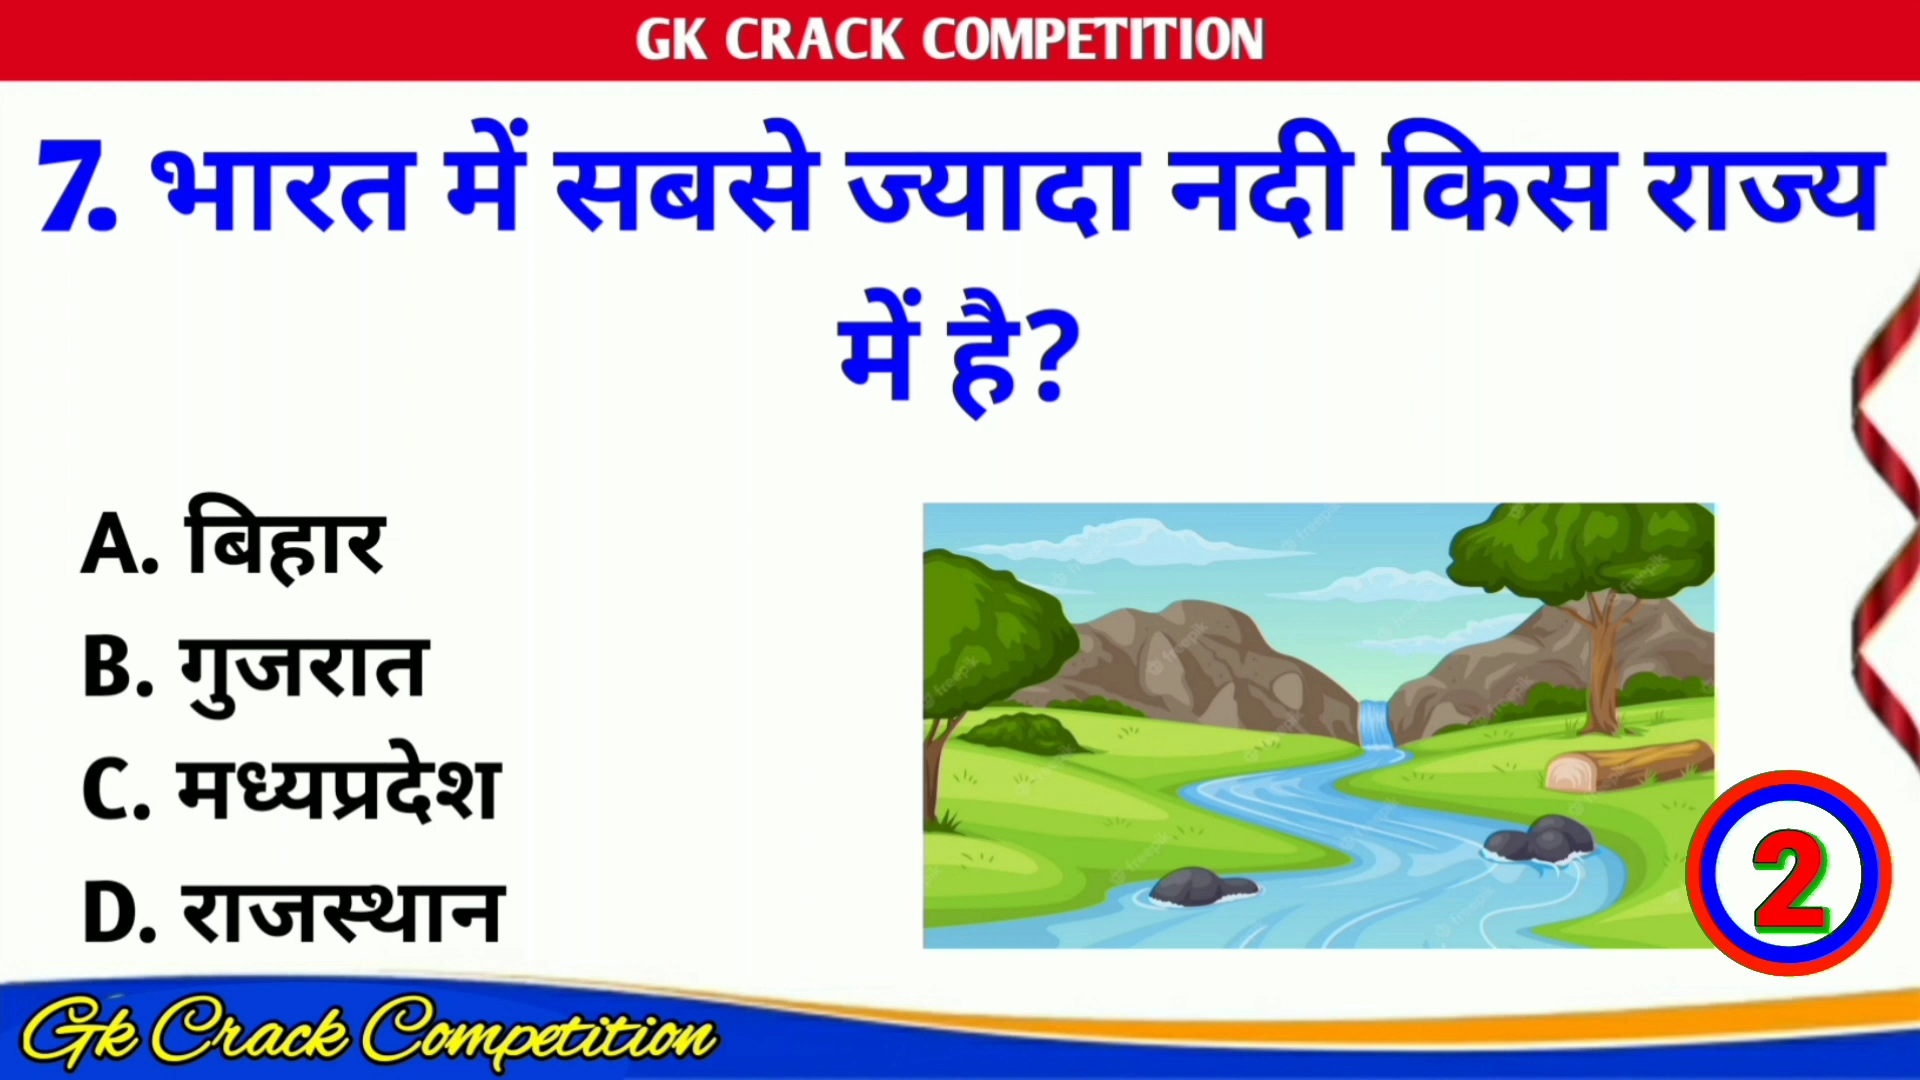 GK CRACK COMPETITION
7. भारत में सबसे ज्यादा नदी किस राज्य
में है?
A. बिहार
B. गुजरात
C. मध्यप्रदेश
D. राजस्थान
2
Gk Crack Competition